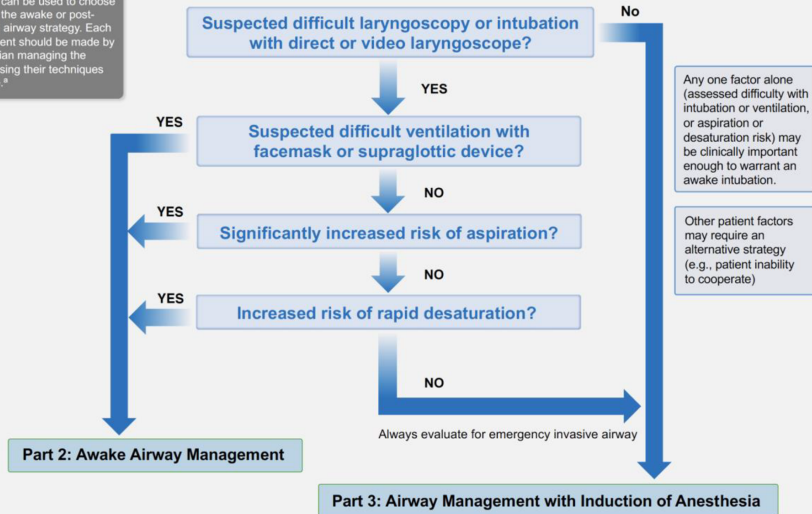 can be used to choose
the awake or post-
airway strategy. Each
ent should be made by
ian managing the
sing their techniques
.ª
Suspected difficult laryngoscopy or intubation
with direct or video laryngoscope?
No
YES
Any one factor alone
(assessed difficulty with
intubation or ventilation,
or aspiration or
desaturation risk) may
be clinically important
enough to warrant an
awake intubation.
YES
Suspected difficult ventilation with
facemask or supraglottic device?
NO
YES
Significantly increased risk of aspiration?
Other patient factors
may require an
alternative strategy
(e.g., patient inability
to cooperate)
NO
YES
Increased risk of rapid desaturation?
NO
Always evaluate for emergency invasive airway
Part 2: Awake Airway Management
Part 3: Airway Management with Induction of Anesthesia